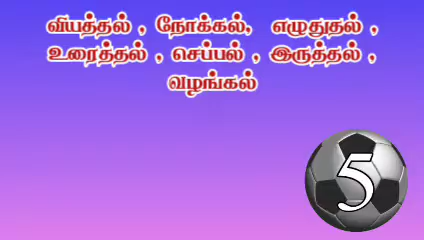 வியத்தல் , நோக்கல், எழுதுதல் ,
உரைத்தல் , செப்பல் , இருத்தல் ,
வழங்கல்
5